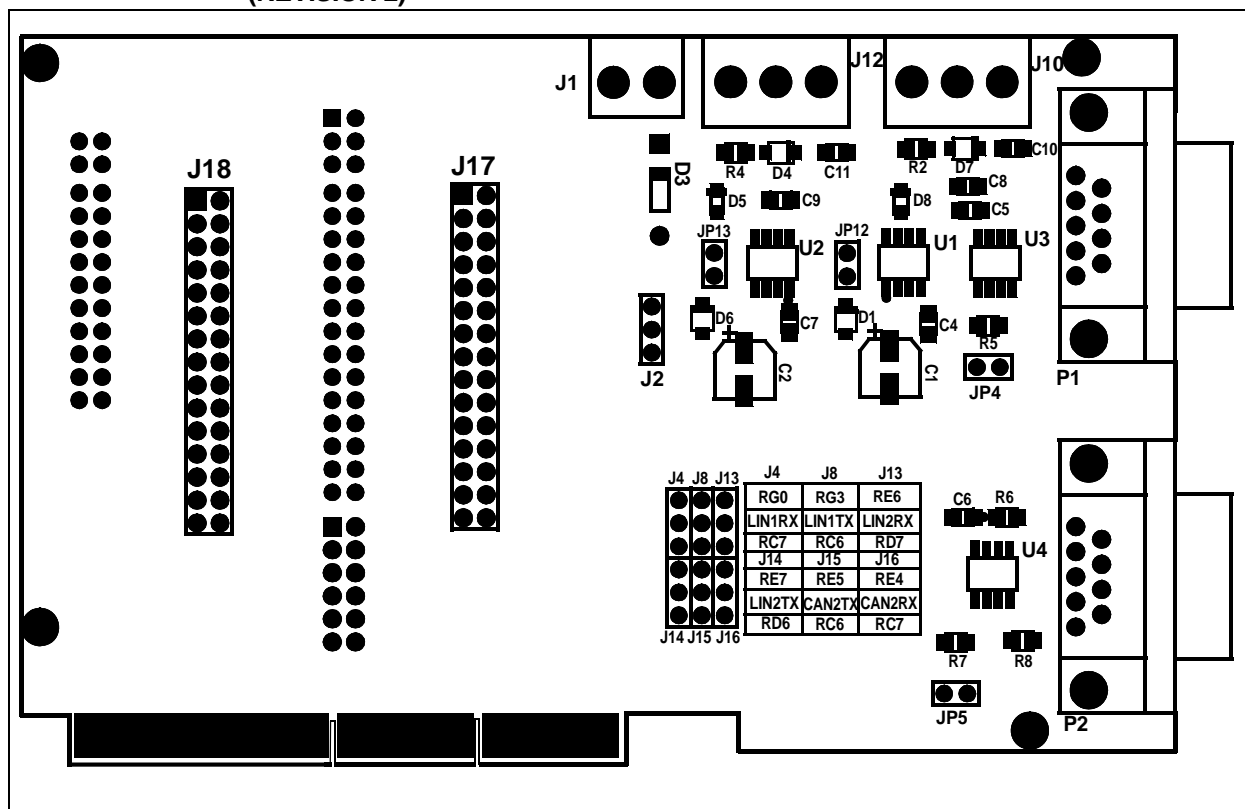 J1
J12
J10
J18
J17
D3
R4
D4
C11
R2
D7
C10
D5
C9
D8
C8
C5
JP13
U2
JP12
U1
U3
D6
C7
D1
C4
R5
J2
+
C2
+
C1
JP4
P1
J4 J8 J13
J4 J8 J13
RG0 RG3 RE6
LIN1RX LIN1TX LIN2RX
RC7 RC6 RD7
J14 J15 J16
RE7 RE5 RE4
LIN2TX CAN2TX CAN2RX
RD6 RC6 RC7
J14 J15 J16
C6 R6
U4
R7 R8
JP5
P2